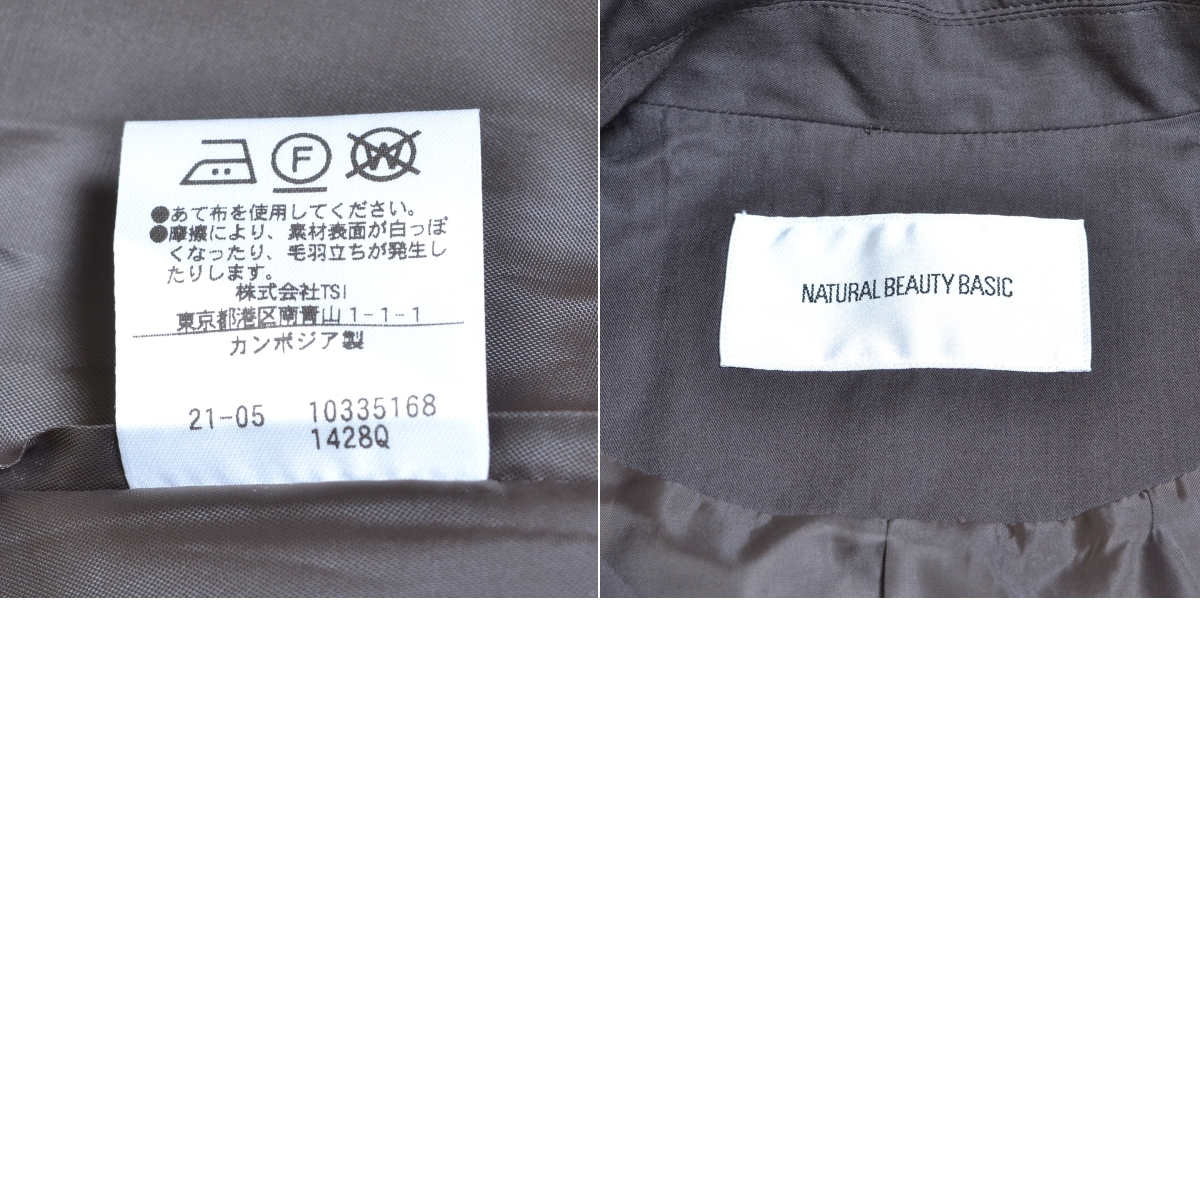 F W
●あて布を使用してください。
●摩擦により、素材表面が白っぽ
くなったり、毛羽立ちが発生し
たりします。
株式会社TSI
東京都港区南青山1-1-1
カンボジア製
21-05 10335168
1428Q
NATURAL BEAUTY BASIC